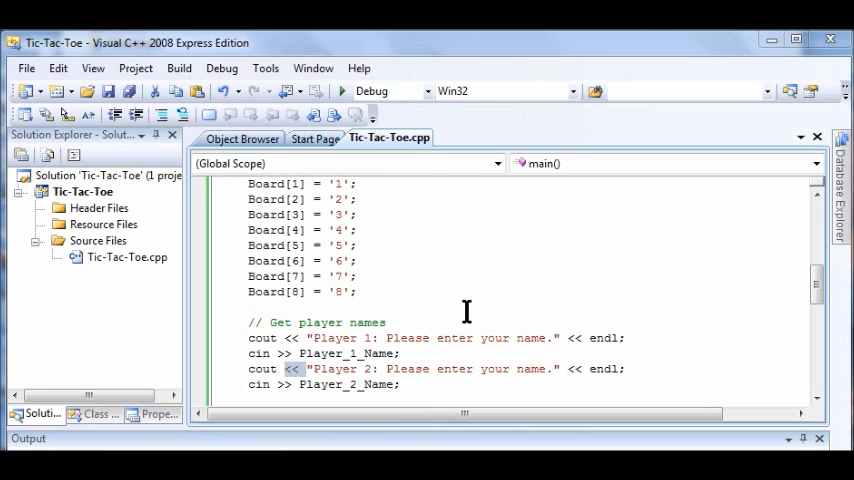 Tic-Tac-Toe - Visual C++ 2008 Express Edition
File Edit View Project Build Debug Tools Window Help
Debug Win32
Solution Explorer - Solut...
Object Browser Start Page Tic-Tac-Toe.cpp
(Global Scope) main()
Solution 'Tic-Tac-Toe' (1 proje
Tic-Tac-Toe
Header Files
Resource Files
Source Files
Tic-Tac-Toe.cpp
Board[1] = '1';
Board[2] = '2';
Board[3] = '3';
Board[4] = '4';
Board[5] = '5';
Board[6] = '6';
Board[7] = '7';
Board[8] = '8';
// Get player names
cout << "Player 1: Please enter your name." << endl;
cin >> Player_1_Name;
cout << "Player 2: Please enter your name." << endl;
cin >> Player_2_Name;
Database Explorer
Soluti... Class ... Prope...
Output